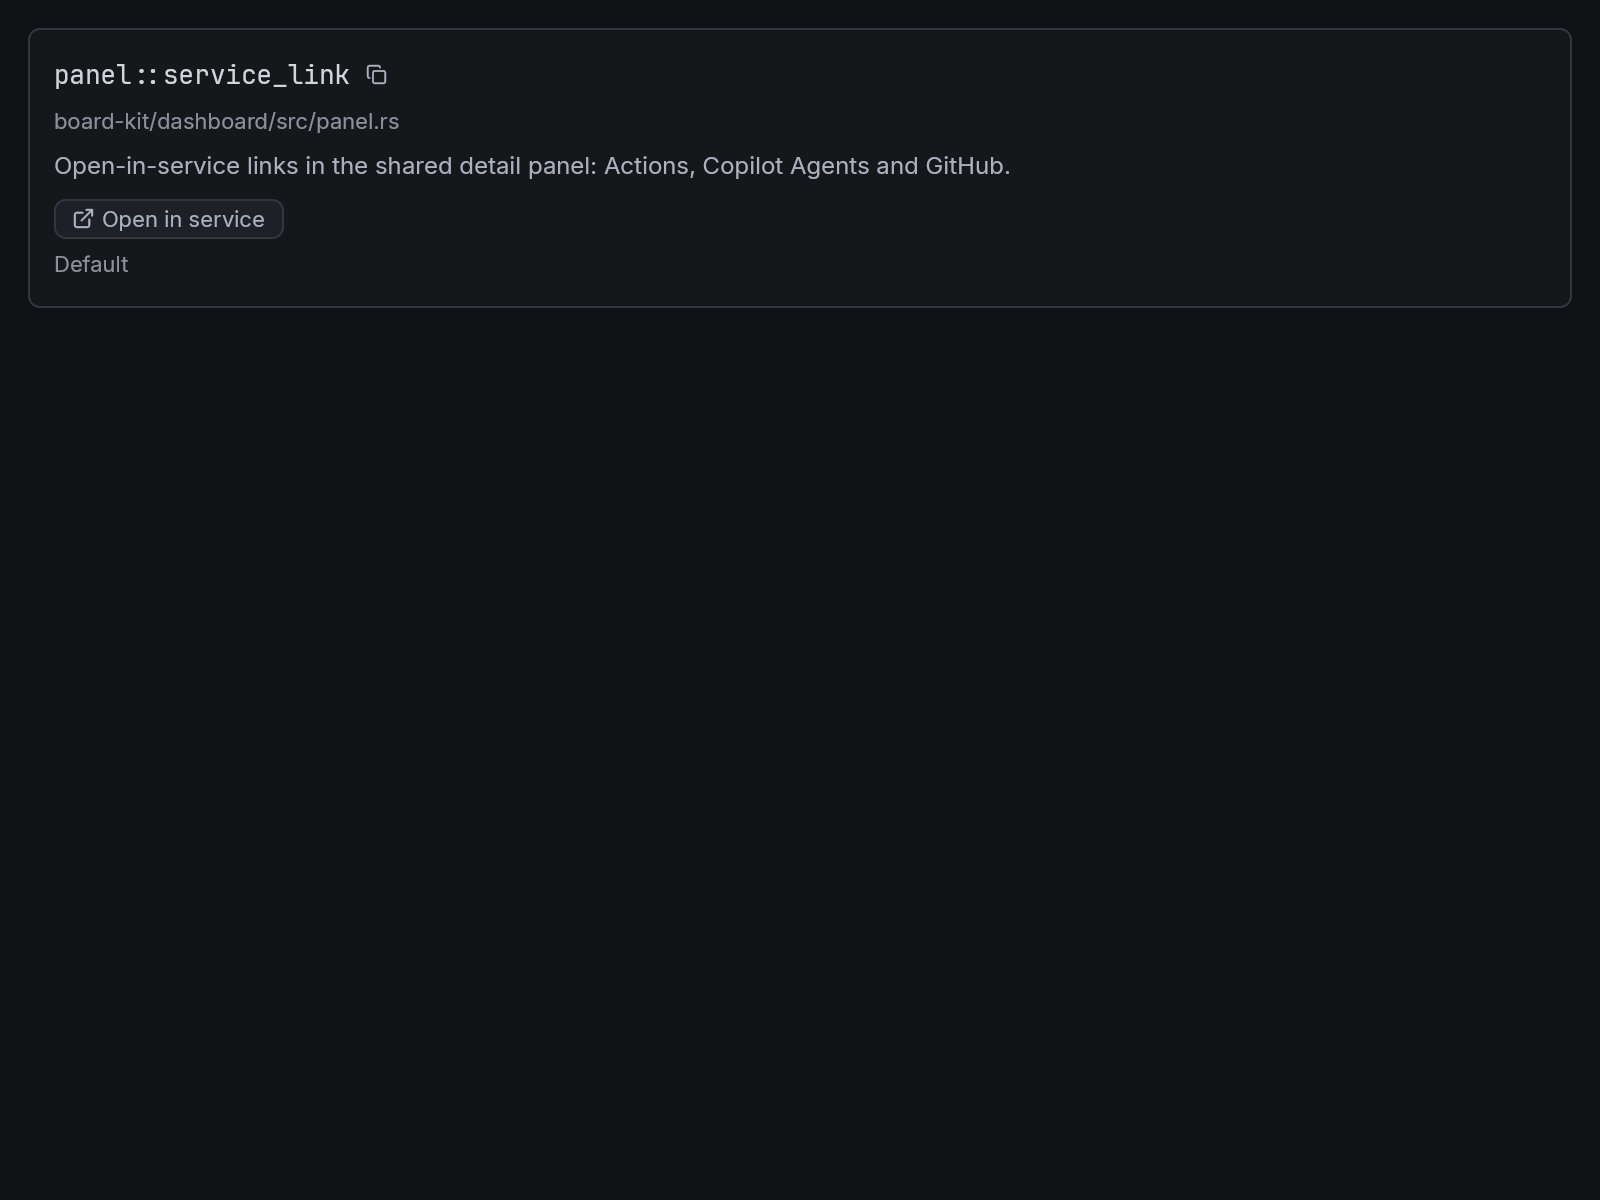 panel::service_link
board-kit/dashboard/src/panel.rs
Open-in-service links in the shared detail panel: Actions, Copilot Agents and GitHub.
Open in service
Default